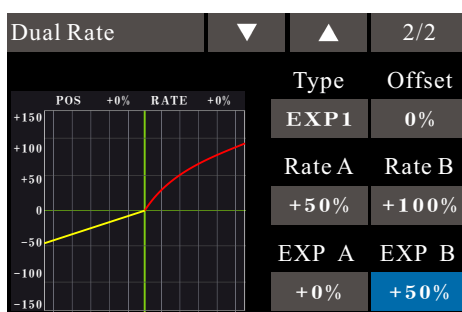 Dual Rate ▼ ▲ 2/2
Type Offset
POS +0% RATE +0%
EXP1 0%
+150
+100
+50
0
-50
-100
-150
Rate A Rate B
+50% +100%
EXP A EXP B
+0% +50%